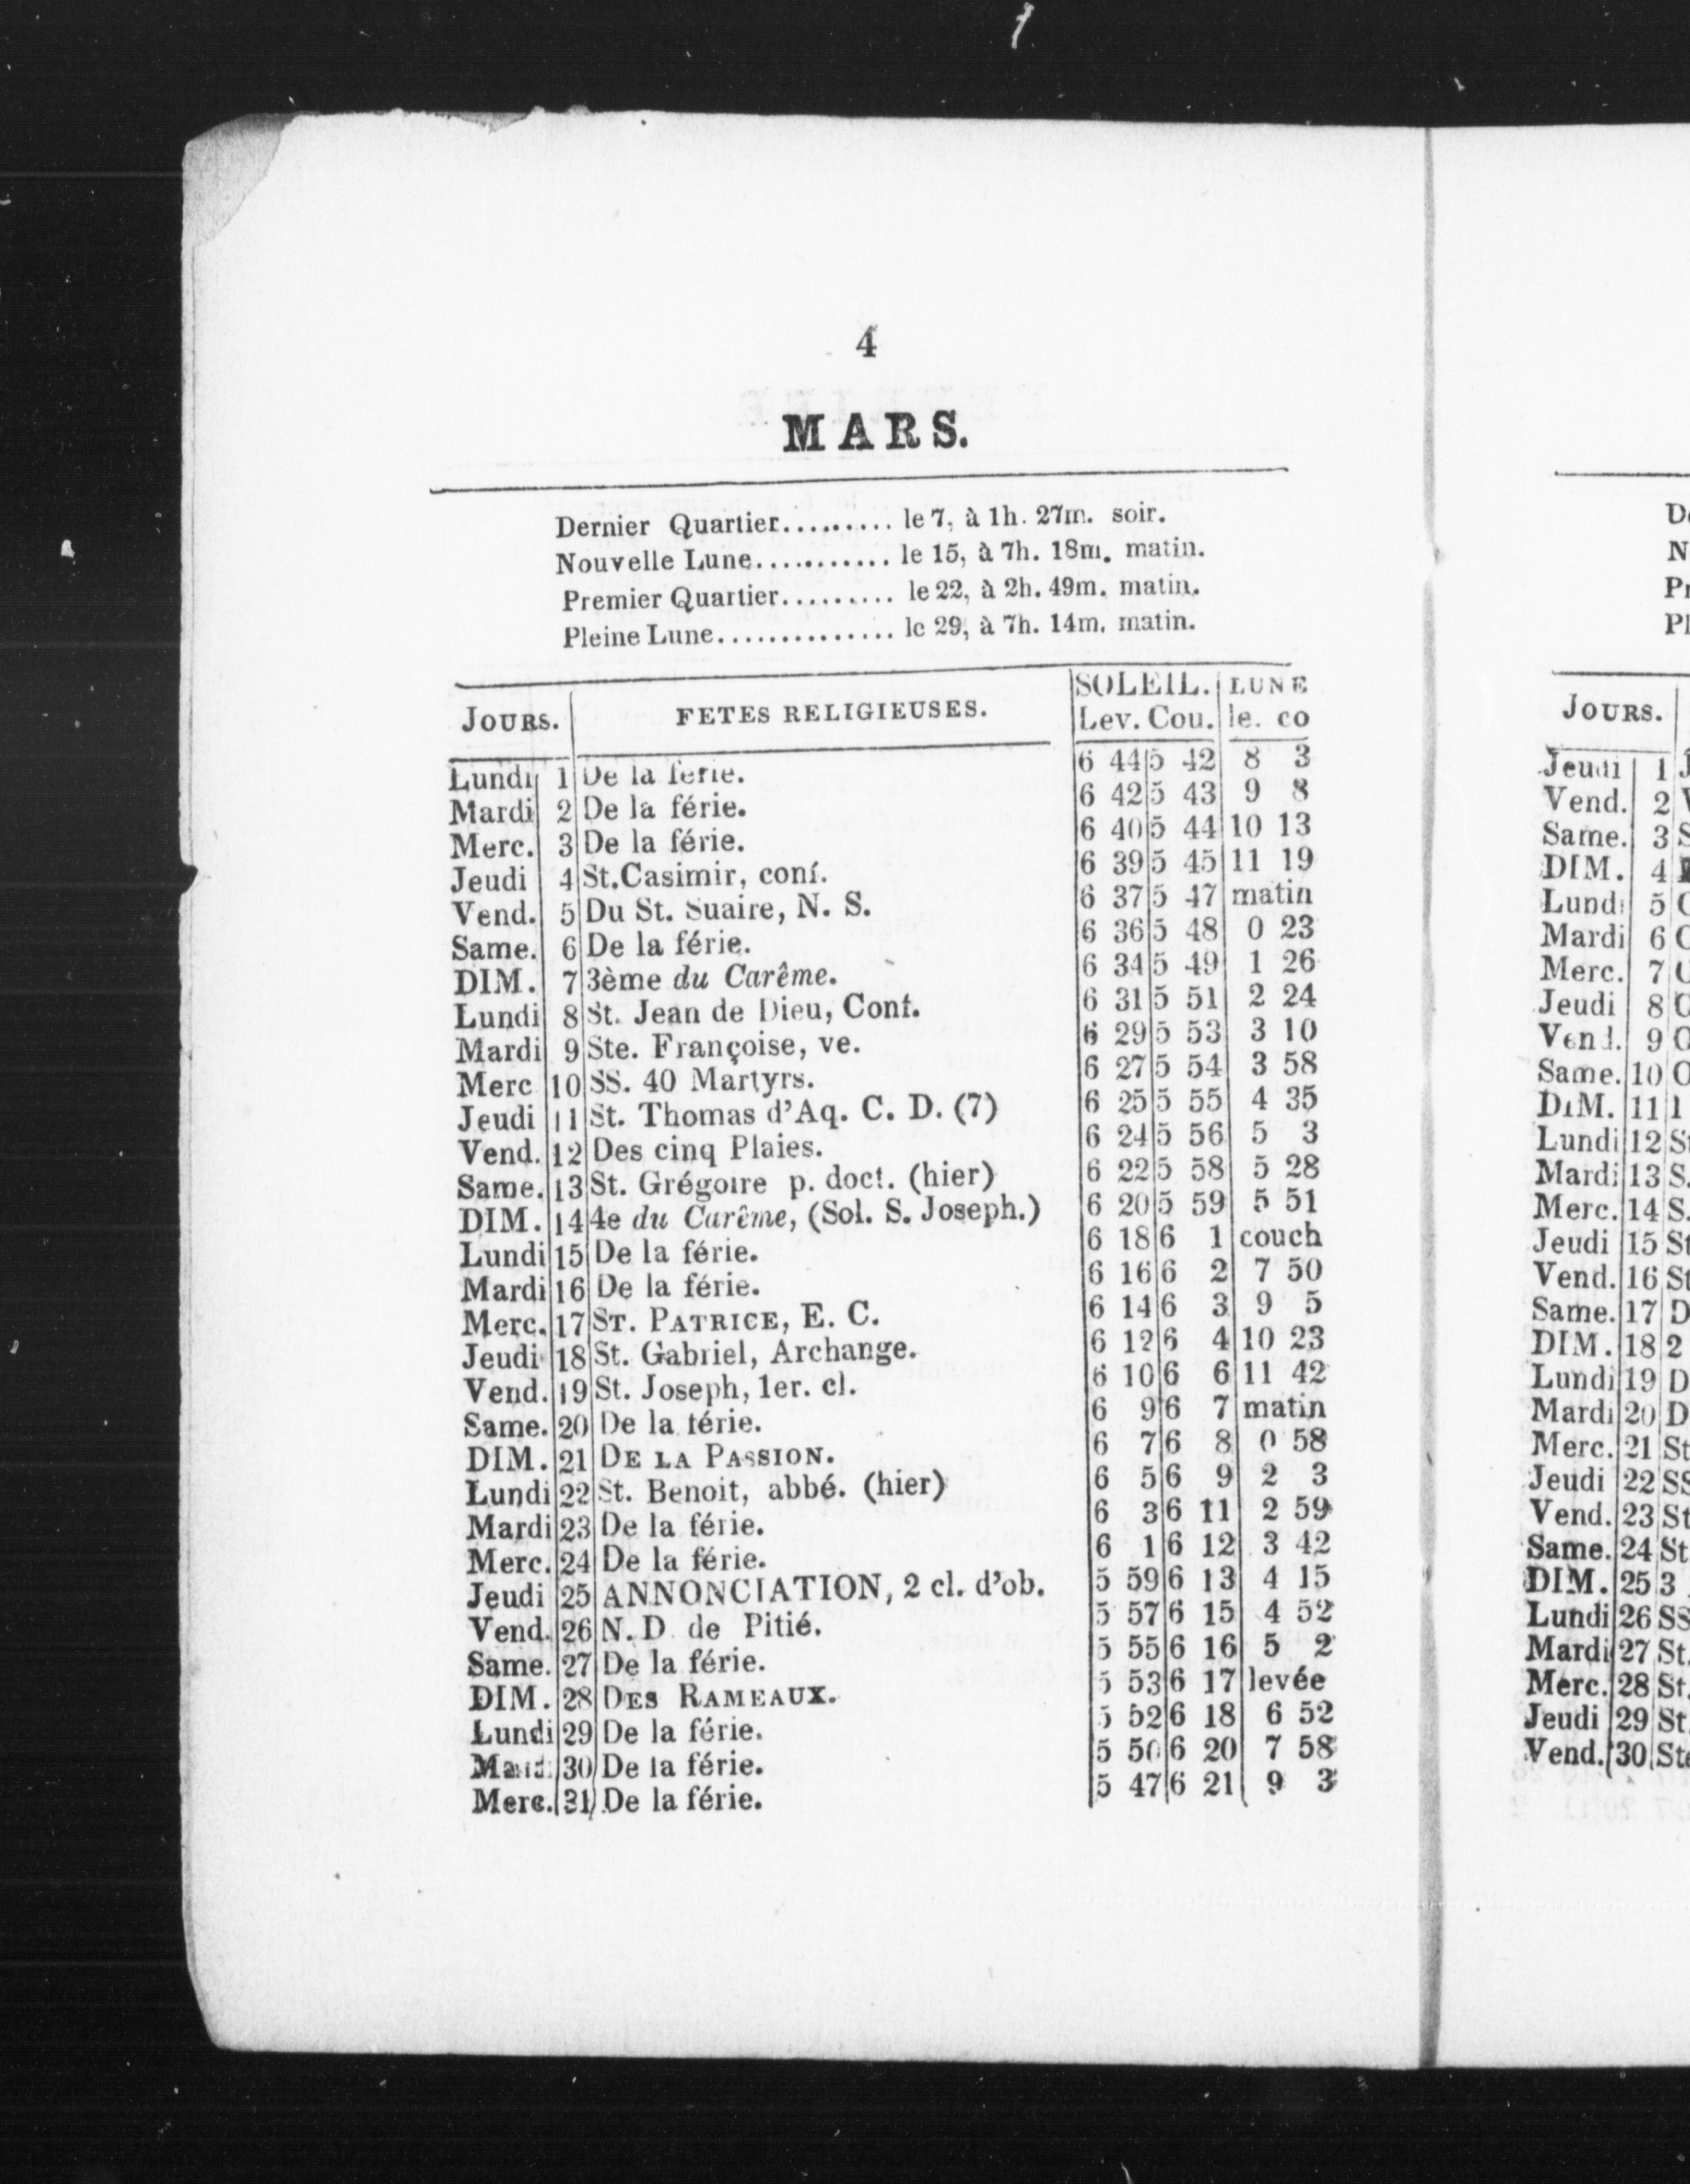 4
MARS.
Dernier Quartier......... le 7, à 1h. 27m. soir.
Nouvelle Lune........... le 15, à 7h. 18m. matin.
Premier Quartier......... le 22, à 2h. 49m. matin.
Pleine Lune.............. le 29, à 7h. 14m. matin.
JOURS. FETES RELIGIEUSES. SOLEIL. Lev. Cou. LUNE le. co
Lundi 1 De la férie. 6 44 5 42 8 3
Mardi 2 De la férie. 6 42 5 43 9 8
Merc. 3 De la férie. 6 40 5 44 10 13
Jeudi 4 St. Casimir, conf. 6 39 5 45 11 19
Vend. 5 Du St. Suaire, N. S. 6 37 5 47 matin
Same. 6 De la férie. 6 36 5 48 0 23
DIM. 7 3ème du Carême. 6 34 5 49 1 26
Lundi 8 St. Jean de Dieu, Conf. 6 31 5 51 2 24
Mardi 9 Ste. Françoise, ve. 6 29 5 53 3 10
Merc 10 SS. 40 Martyrs. 6 27 5 54 3 58
Jeudi 11 St. Thomas d'Aq. C. D. (7) 6 25 5 55 4 35
Vend. 12 Des cinq Plaies. 6 24 5 56 5 3
Same. 13 St. Grégoire p. doct. (hier) 6 22 5 58 5 28
DIM. 14 4e du Carême, (Sol. S. Joseph.) 6 20 5 59 5 51
Lundi 15 De la férie. 6 18 6 1 couch
Mardi 16 De la férie. 6 16 6 2 7 50
Merc. 17 ST. PATRICE, E. C. 6 14 6 3 9 5
Jeudi 18 St. Gabriel, Archange. 6 12 6 4 10 23
Vend. 19 St. Joseph, 1er. cl. 6 10 6 6 11 42
Same. 20 De la férie. 6 9 6 7 matin
DIM. 21 DE LA PASSION. 6 7 6 8 0 58
Lundi 22 St. Benoit, abbé. (hier) 6 5 6 9 2 3
Mardi 23 De la férie. 6 3 6 11 2 59
Merc. 24 De la férie. 6 1 6 12 3 42
Jeudi 25 ANNONCIATION, 2 cl. d'ob. 5 59 6 13 4 15
Vend. 26 N. D. de Pitié. 5 57 6 15 4 52
Same. 27 De la férie. 5 55 6 16 5 2
DIM. 28 DES RAMEAUX. 5 53 6 17 levée
Lundi 29 De la férie. 5 52 6 18 6 52
Mardi 30 De la férie. 5 50 6 20 7 58
Merc. 31 De la férie. 5 47 6 21 9 3
JOURS.
Jeudi 1
Vend. 2
Same. 3
DIM. 4
Lundi 5
Mardi 6
Merc. 7
Jeudi 8
Vend. 9
Same. 10
DIM. 11
Lundi 12
Mardi 13
Merc. 14
Jeudi 15
Vend. 16
Same. 17
DIM. 18
Lundi 19
Mardi 20
Merc. 21
Jeudi 22
Vend. 23
Same. 24
DIM. 25
Lundi 26
Mardi 27
Merc. 28
Jeudi 29
Vend. 30